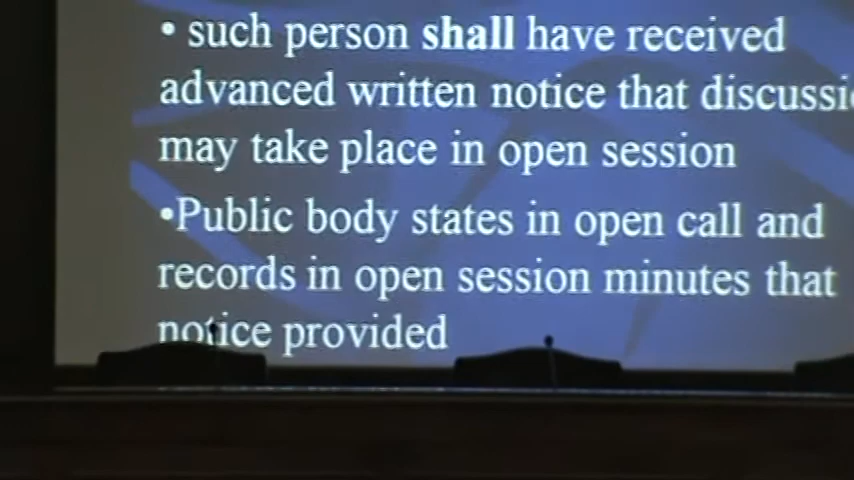 • such person shall have received
advanced written notice that
may take place in open session
•Public body states in open call and
records in open session minutes that
notice provided